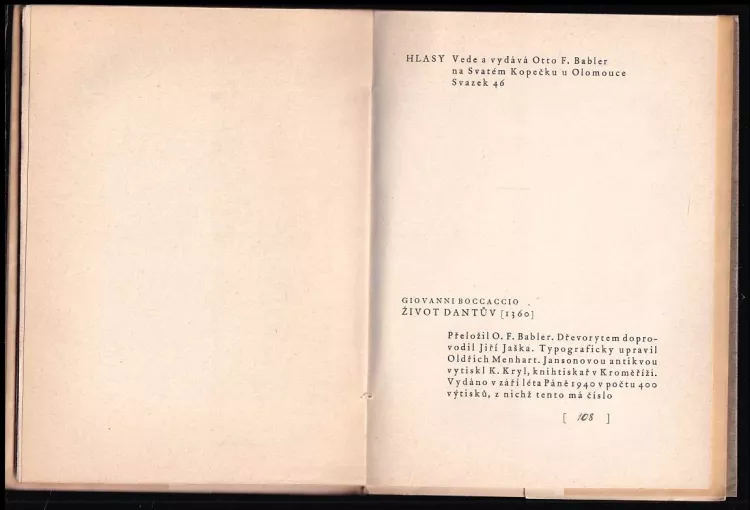 HLASY Vede a vydává Otto F. Babler
na Svatém Kopečku u Olomouce
Svazek 46
GIOVANNI BOCCACCIO
ŽIVOT DANTŮV [1360]
Přeložil O. F. Babler. Dřevorytem dopro-
vodil Jiří Jaška. Typograficky upravil
Oldřich Menhart. Jansonovou antikvou
vytiskl K. Kryl, knihtiskař v Kroměříži.
Vydáno v září léta Páně 1940 v počtu 400
výtisků, z nichž tento má číslo
[ 108 ]